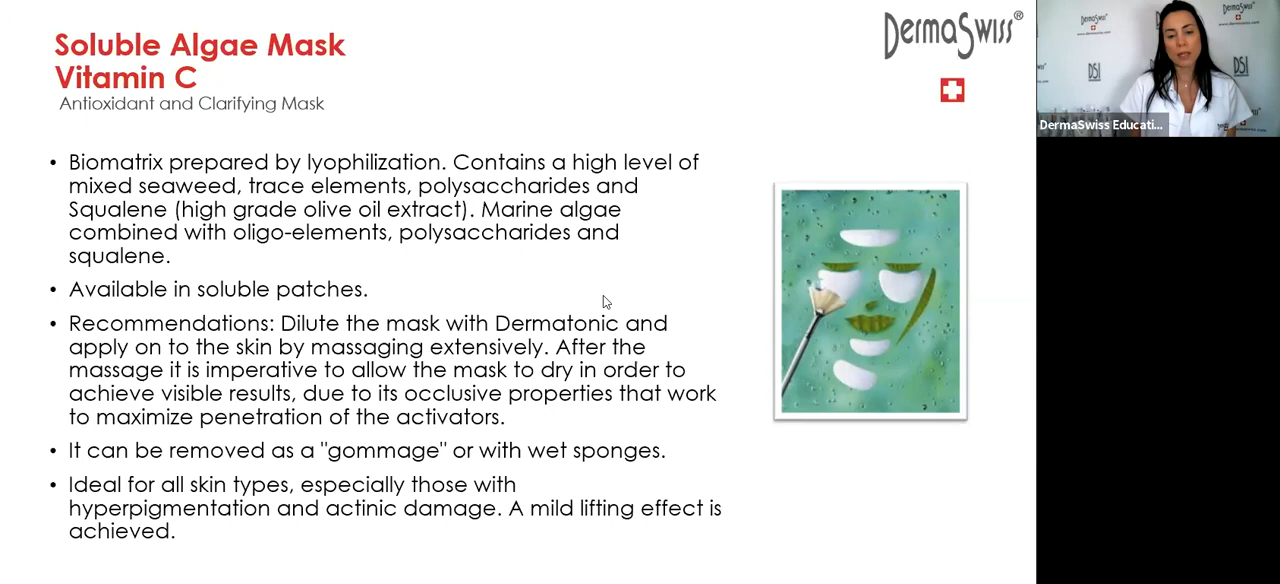 Soluble Algae Mask
Vitamin C
Antioxidant and Clarifying Mask
DermaSwiss®
• Biomatrix prepared by lyophilization. Contains a high level of
mixed seaweed, trace elements, polysaccharides and
Squalene (high grade olive oil extract). Marine algae
combined with oligo-elements, polysaccharides and
squalene.
• Available in soluble patches.
• Recommendations: Dilute the mask with Dermatonic and
apply on to the skin by massaging extensively. After the
massage it is imperative to allow the mask to dry in order to
achieve visible results, due to its occlusive properties that work
to maximize penetration of the activators.
• It can be removed as a "gommage" or with wet sponges.
• Ideal for all skin types, especially those with
hyperpigmentation and actinic damage. A mild lifting effect is
achieved.
DermaSwiss
DermaSwiss
DSI
DSI
DermaSwiss Educati...